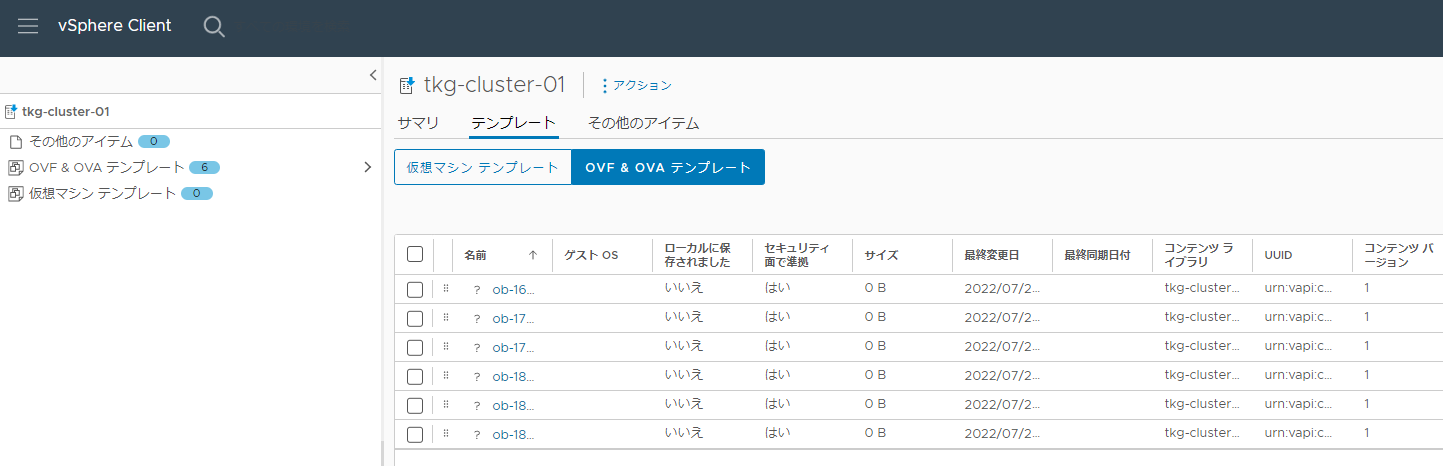 vSphere Client
tkg-cluster-01
その他のアイテム 0
OVF & OVA テンプレート 6
仮想マシン テンプレート 0
tkg-cluster-01 アクション
サマリ テンプレート その他のアイテム
仮想マシン テンプレート OVF & OVA テンプレート
名前 ゲスト OS ローカルに保存されました セキュリティ面で準拠 サイズ 最終変更日 最終同期日付 コンテンツ ライブラリ UUID コンテンツ バージョン
? ob-16... いいえ はい 0 B 2022/07/2... tkg-cluster... urn:vapi:c... 1
? ob-17... いいえ はい 0 B 2022/07/2... tkg-cluster... urn:vapi:c... 1
? ob-17... いいえ はい 0 B 2022/07/2... tkg-cluster... urn:vapi:c... 1
? ob-18... いいえ はい 0 B 2022/07/2... tkg-cluster... urn:vapi:c... 1
? ob-18... いいえ はい 0 B 2022/07/2... tkg-cluster... urn:vapi:c... 1
? ob-18... いいえ はい 0 B 2022/07/2... tkg-cluster... urn:vapi:c... 1